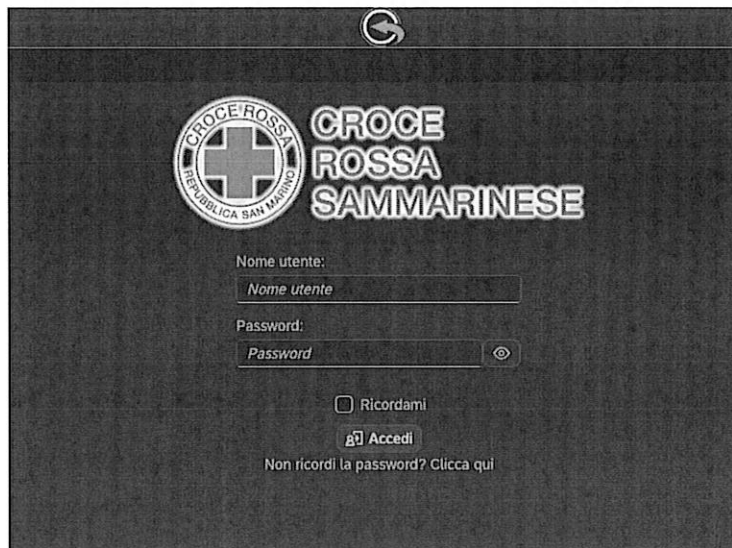 CROCE ROSSA
REPUBBLICA SAN MARINO
CROCE
ROSSA
SAMMARINESE
Nome utente:
Nome utente
Password:
Password
Ricordami
Accedi
Non ricordi la password? Clicca qui